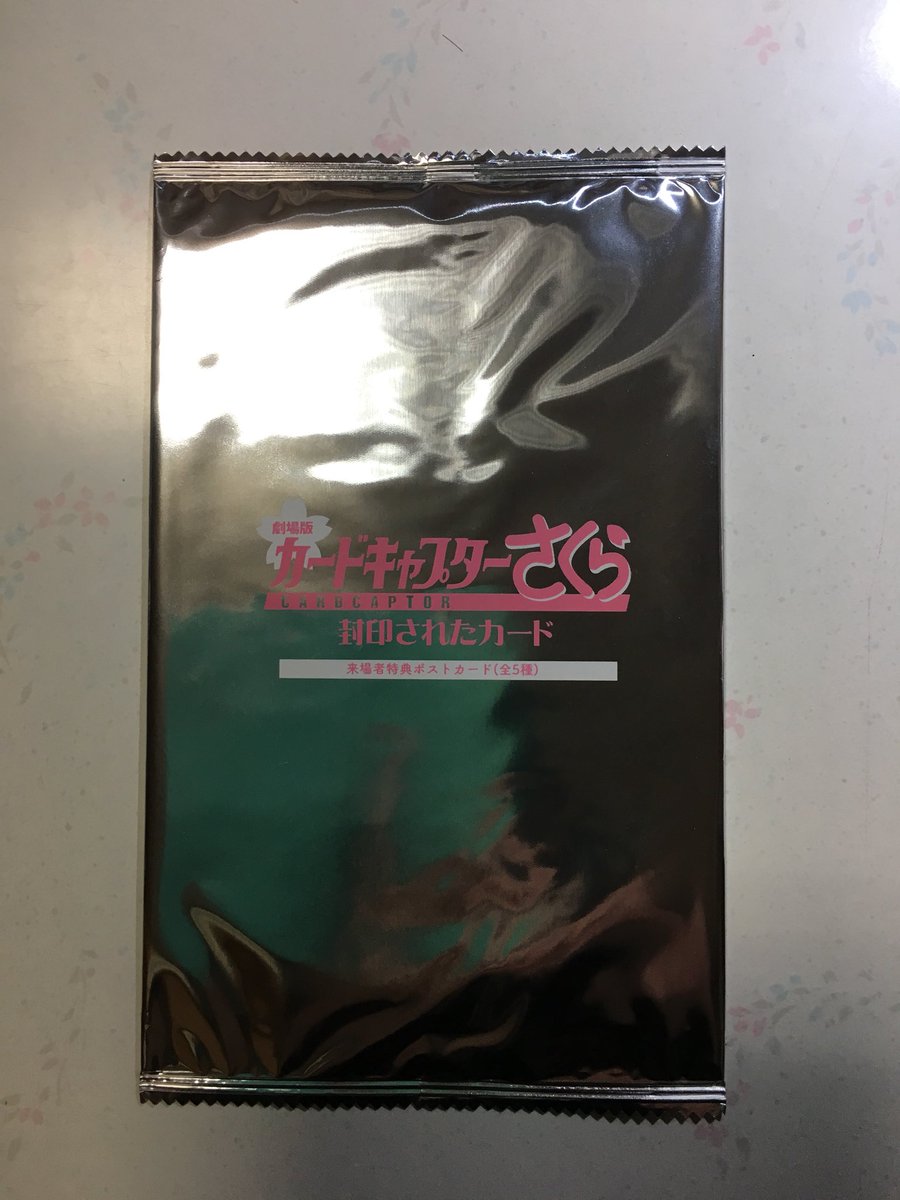 劇場版
カードキャプターさくら
CARDCAPTOR
封印されたカード
来場者特典ポストカード(全5種)